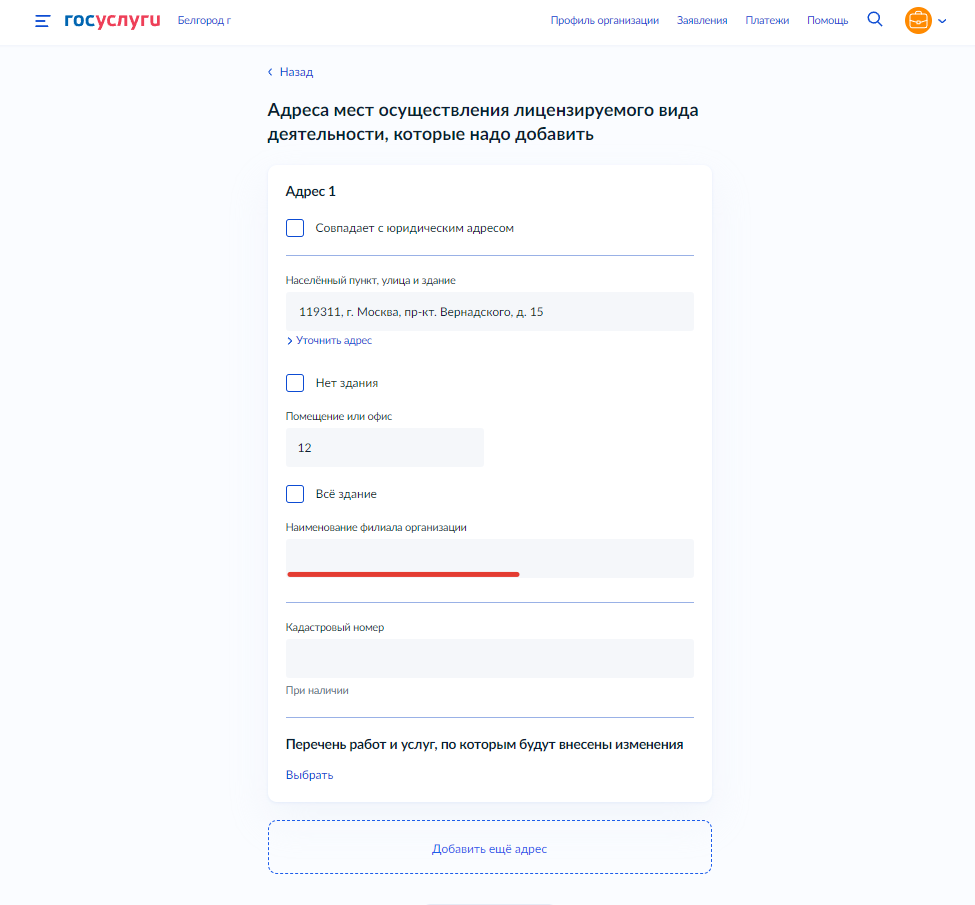 госуслуги Белгород г Профиль организации Заявления Платежи Помощь
Назад
Адреса мест осуществления лицензируемого вида
деятельности, которые надо добавить
Адрес 1
Совпадает с юридическим адресом
Населённый пункт, улица и здание
119311, г. Москва, пр-кт. Вернадского, д. 15
Уточнить адрес
Нет здания
Помещение или офис
12
Всё здание
Наименование филиала организации
Кадастровый номер
При наличии
Перечень работ и услуг, по которым будут внесены изменения
Выбрать
Добавить ещё адрес